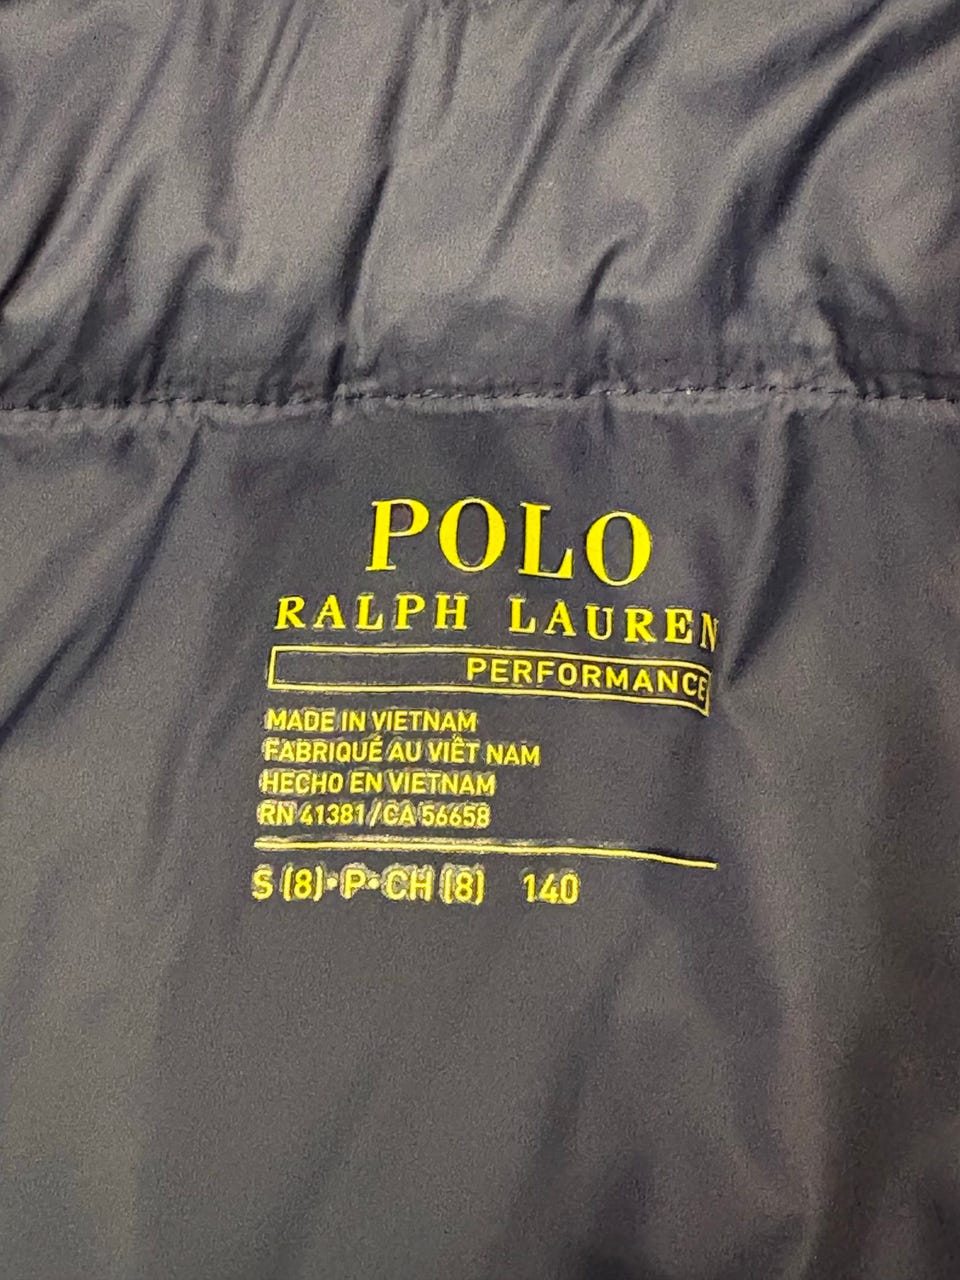 POLO
RALPH LAUREN
PERFORMANCE
MADE IN VIETNAM
FABRIQUÉ AU VIÊT NAM
HECHO EN VIETNAM
RN 41381/CA 56658
S (8)•P•CH (8) 140